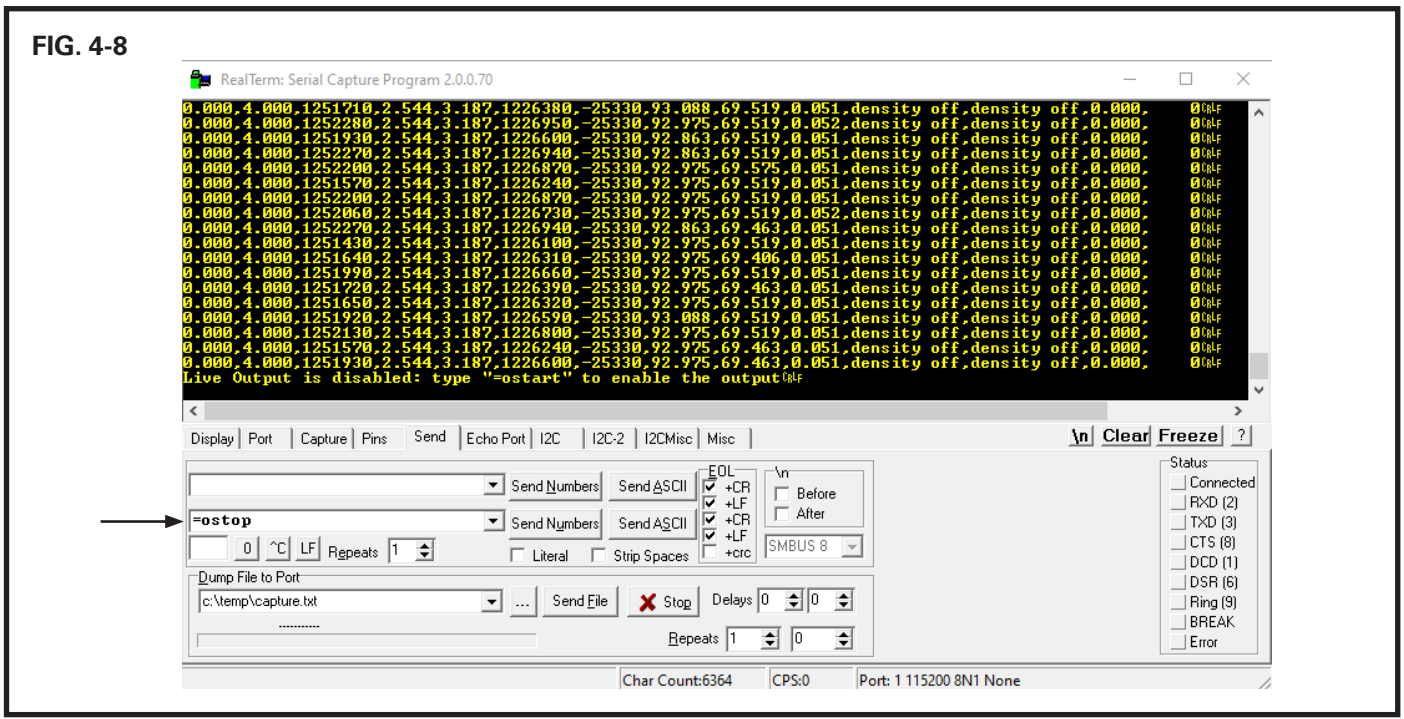 FIG. 4-8
RealTerm: Serial Capture Program 2.0.0.70
0.000,4.000,1251710,2.544,3.187,1226380,-25330,93.088,69.519,0.051,density off,density off,0.000, 0CRLF
0.000,4.000,1252280,2.544,3.187,1226950,-25330,92.975,69.519,0.052,density off,density off,0.000, 0CRLF
0.000,4.000,1251930,2.544,3.187,1226600,-25330,92.863,69.519,0.051,density off,density off,0.000, 0CRLF
0.000,4.000,1252270,2.544,3.187,1226940,-25330,92.863,69.519,0.051,density off,density off,0.000, 0CRLF
0.000,4.000,1252200,2.544,3.187,1226870,-25330,92.975,69.575,0.051,density off,density off,0.000, 0CRLF
0.000,4.000,1251570,2.544,3.187,1226240,-25330,92.975,69.519,0.051,density off,density off,0.000, 0CRLF
0.000,4.000,1252200,2.544,3.187,1226870,-25330,92.975,69.519,0.051,density off,density off,0.000, 0CRLF
0.000,4.000,1252060,2.544,3.187,1226730,-25330,92.975,69.519,0.052,density off,density off,0.000, 0CRLF
0.000,4.000,1252270,2.544,3.187,1226940,-25330,92.863,69.463,0.051,density off,density off,0.000, 0CRLF
0.000,4.000,1251430,2.544,3.187,1226100,-25330,92.975,69.519,0.051,density off,density off,0.000, 0CRLF
0.000,4.000,1251640,2.544,3.187,1226310,-25330,92.975,69.406,0.051,density off,density off,0.000, 0CRLF
0.000,4.000,1251990,2.544,3.187,1226660,-25330,92.975,69.519,0.051,density off,density off,0.000, 0CRLF
0.000,4.000,1251720,2.544,3.187,1226390,-25330,92.975,69.463,0.051,density off,density off,0.000, 0CRLF
0.000,4.000,1251650,2.544,3.187,1226320,-25330,92.975,69.519,0.051,density off,density off,0.000, 0CRLF
0.000,4.000,1251920,2.544,3.187,1226590,-25330,93.088,69.519,0.051,density off,density off,0.000, 0CRLF
0.000,4.000,1252130,2.544,3.187,1226800,-25330,92.975,69.519,0.051,density off,density off,0.000, 0CRLF
0.000,4.000,1251570,2.544,3.187,1226240,-25330,92.975,69.463,0.051,density off,density off,0.000, 0CRLF
0.000,4.000,1251930,2.544,3.187,1226600,-25330,92.975,69.463,0.051,density off,density off,0.000, 0CRLF
Live Output is disabled: type "=ostart" to enable the outputCRLF
Display Port Capture Pins Send Echo Port I2C I2C-2 I2CMisc Misc \n Clear Freeze ?
EOL \n Status
Send Numbers Send ASCII +CR Before Connected
+LF After RXD (2)
=ostop Send Numbers Send ASCII +CR TXD (3)
+LF SMBUS 8 CTS (8)
0 ^C LF Repeats 1 Literal Strip Spaces +crc DCD (1)
Dump File to Port DSR (6)
c:\temp\capture.txt ... Send File Stop Delays 0 0 Ring (9)
----------- BREAK
Repeats 1 0 Error
Char Count:6364 CPS:0 Port: 1 115200 8N1 None